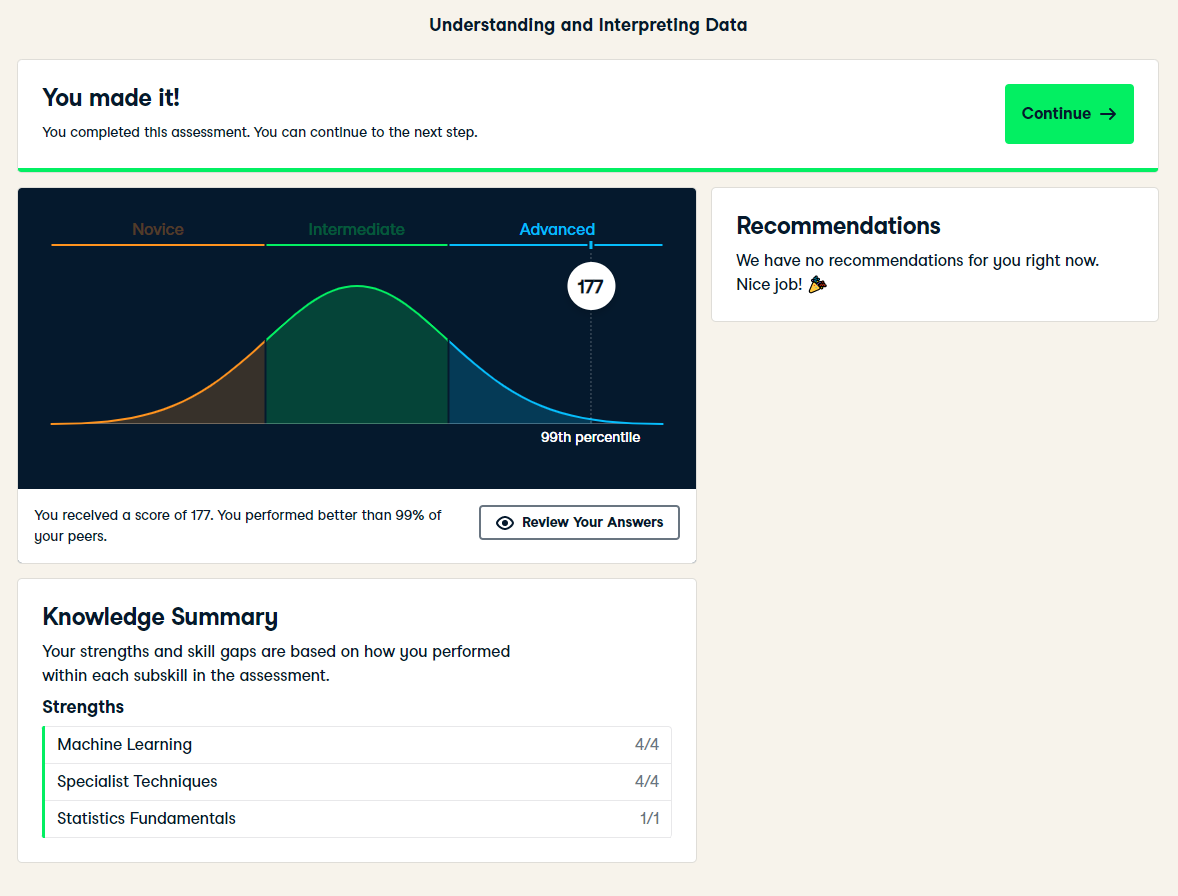 Understanding and Interpreting Data
You made it!
You completed this assessment. You can continue to the next step.
Continue →
Novice
Intermediate
Advanced
177
99th percentile
You received a score of 177. You performed better than 99% of
your peers.
Review Your Answers
Recommendations
We have no recommendations for you right now.
Nice job! 🎉
Knowledge Summary
Your strengths and skill gaps are based on how you performed
within each subskill in the assessment.
Strengths
Machine Learning 4/4
Specialist Techniques 4/4
Statistics Fundamentals 1/1